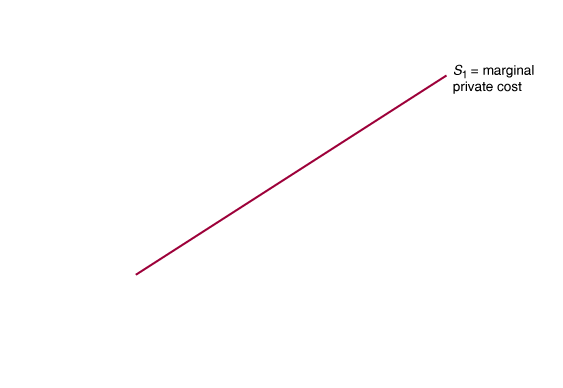 S₁ = marginal
private cost